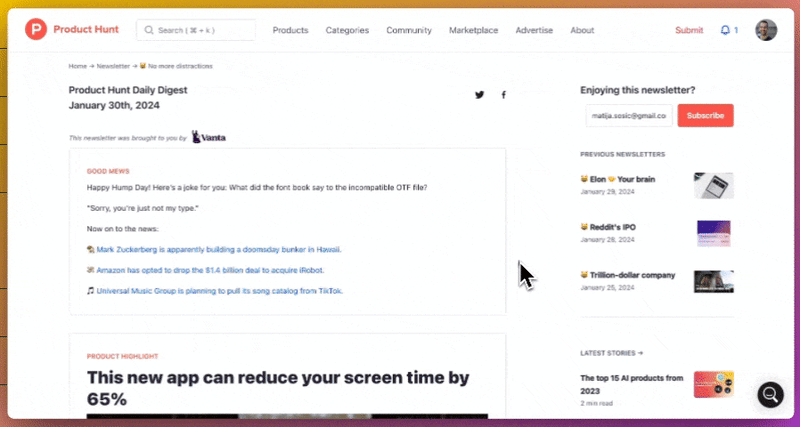 Product Hunt
Search ( ⌘ + k )
Products
Categories
Community
Marketplace
Advertise
About
Submit
1
Home → Newsletter → 😸 No more distractions
Product Hunt Daily Digest
January 30th, 2024
This newsletter was brought to you by Vanta
GOOD MEWS
Happy Hump Day! Here's a joke for you: What did the font book say to the incompatible OTF file?
"Sorry, you're just not my type."
Now on to the news:
Mark Zuckerberg is apparently building a doomsday bunker in Hawaii.
Amazon has opted to drop the $1.4 billion deal to acquire iRobot.
🎵 Universal Music Group is planning to pull its song catalog from TikTok.
PRODUCT HIGHLIGHT
This new app can reduce your screen time by
65%
Enjoying this newsletter?
matija.sosic@gmail.co
Subscribe
PREVIOUS NEWSLETTERS
😸 Elon 🤝 Your brain
January 29, 2024
😸 Reddit's IPO
January 26, 2024
😸 Trillion-dollar company
January 25, 2024
LATEST STORIES →
The top 15 AI products from
2023
2 min read